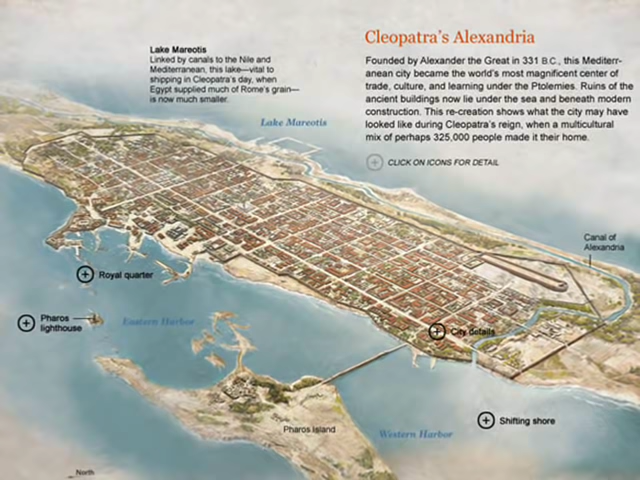 Cleopatra's Alexandria
Founded by Alexander the Great in 331 B.C., this Mediterr-
anean city became the world's most magnificent center of
trade, culture, and learning under the Ptolemies. Ruins of the
ancient buildings now lie under the sea and beneath modern
construction. This re-creation shows what the city may have
looked like during Cleopatra's reign, when a multicultural
mix of perhaps 325,000 people made it their home.
CLICK ON ICONS FOR DETAIL
Lake Mareotis
Linked by canals to the Nile and
Mediterranean, this lake—vital to
shipping in Cleopatra's day, when
Egypt supplied much of Rome's grain—
is now much smaller.
Lake Mareotis
Canal of
Alexandria
Royal quarter
Pharos
lighthouse
Eastern Harbor
City details
Pharos Island
Western Harbor
Shifting shore
North